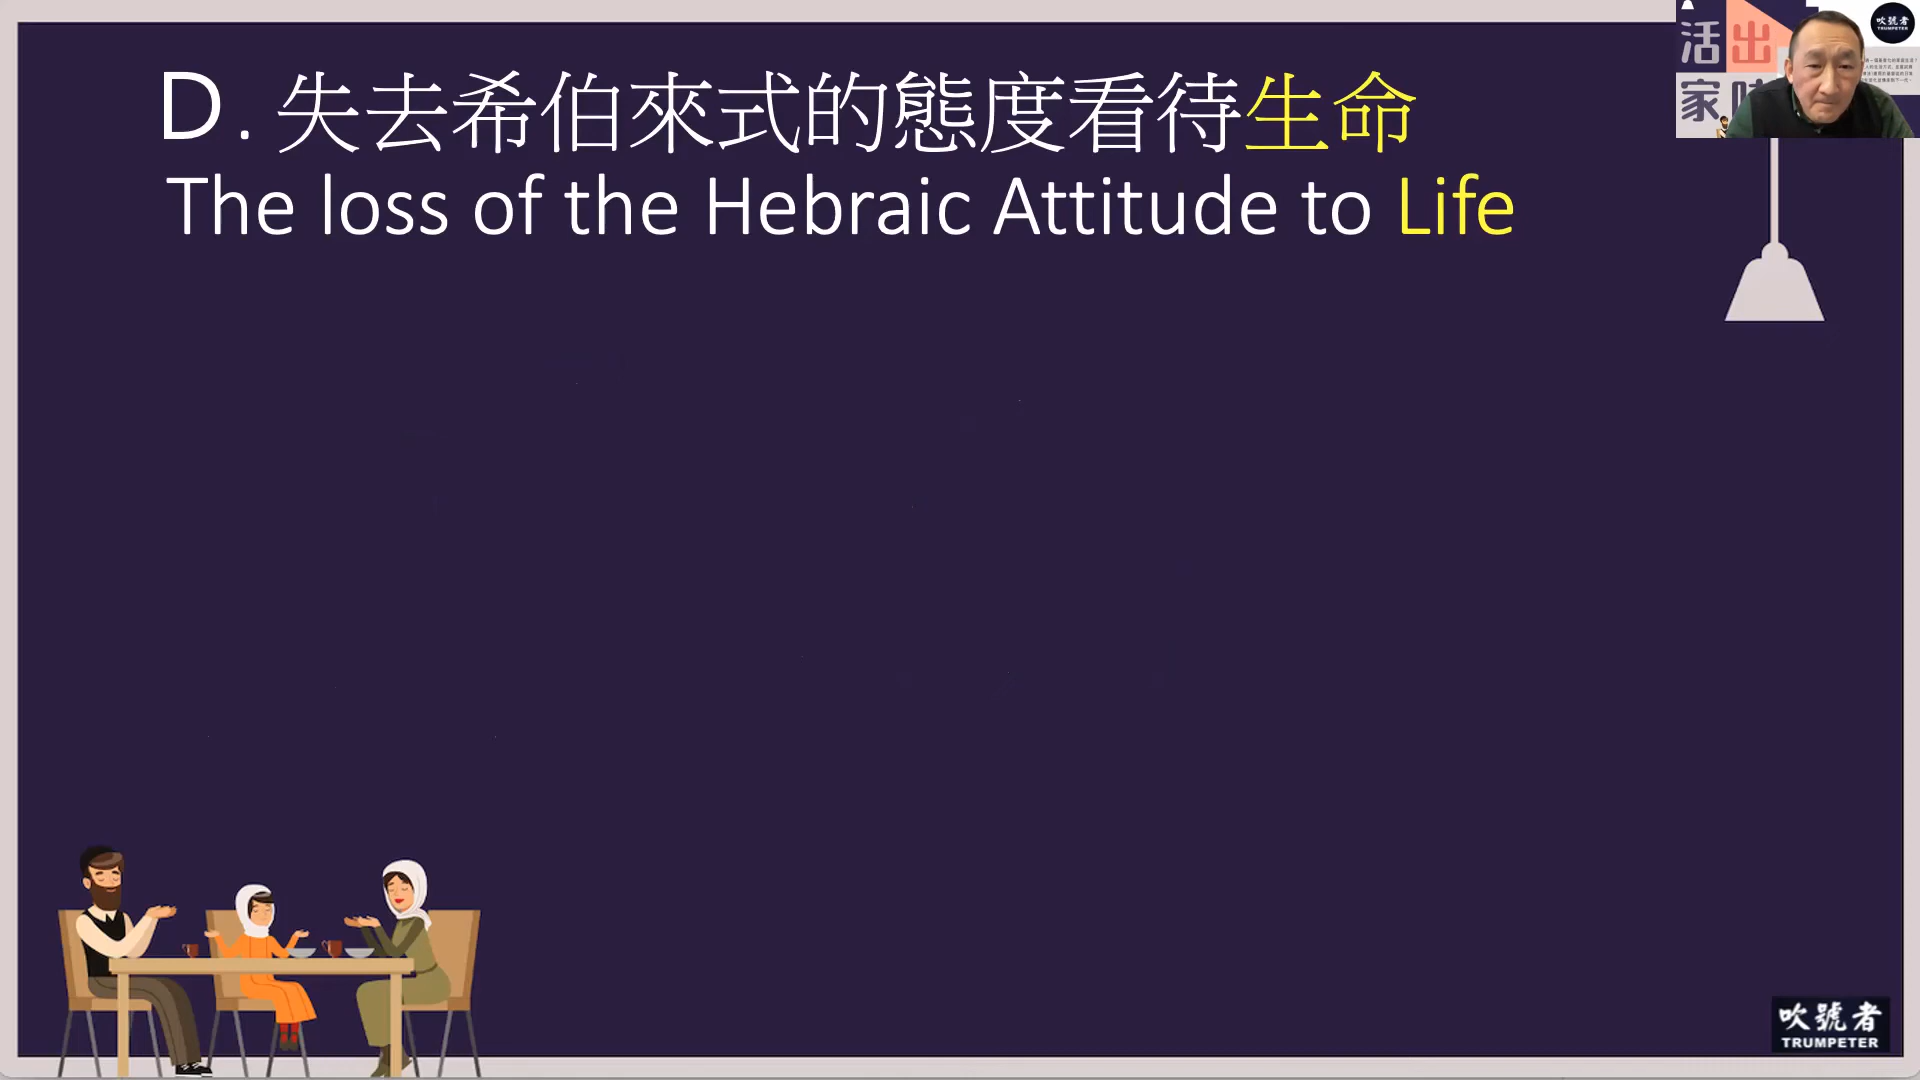 D. 失去希伯來式的態度看待生命
The loss of the Hebraic Attitude to Life
活出
家
吹號者
TRUMPETER
吹號者
TRUMPETER